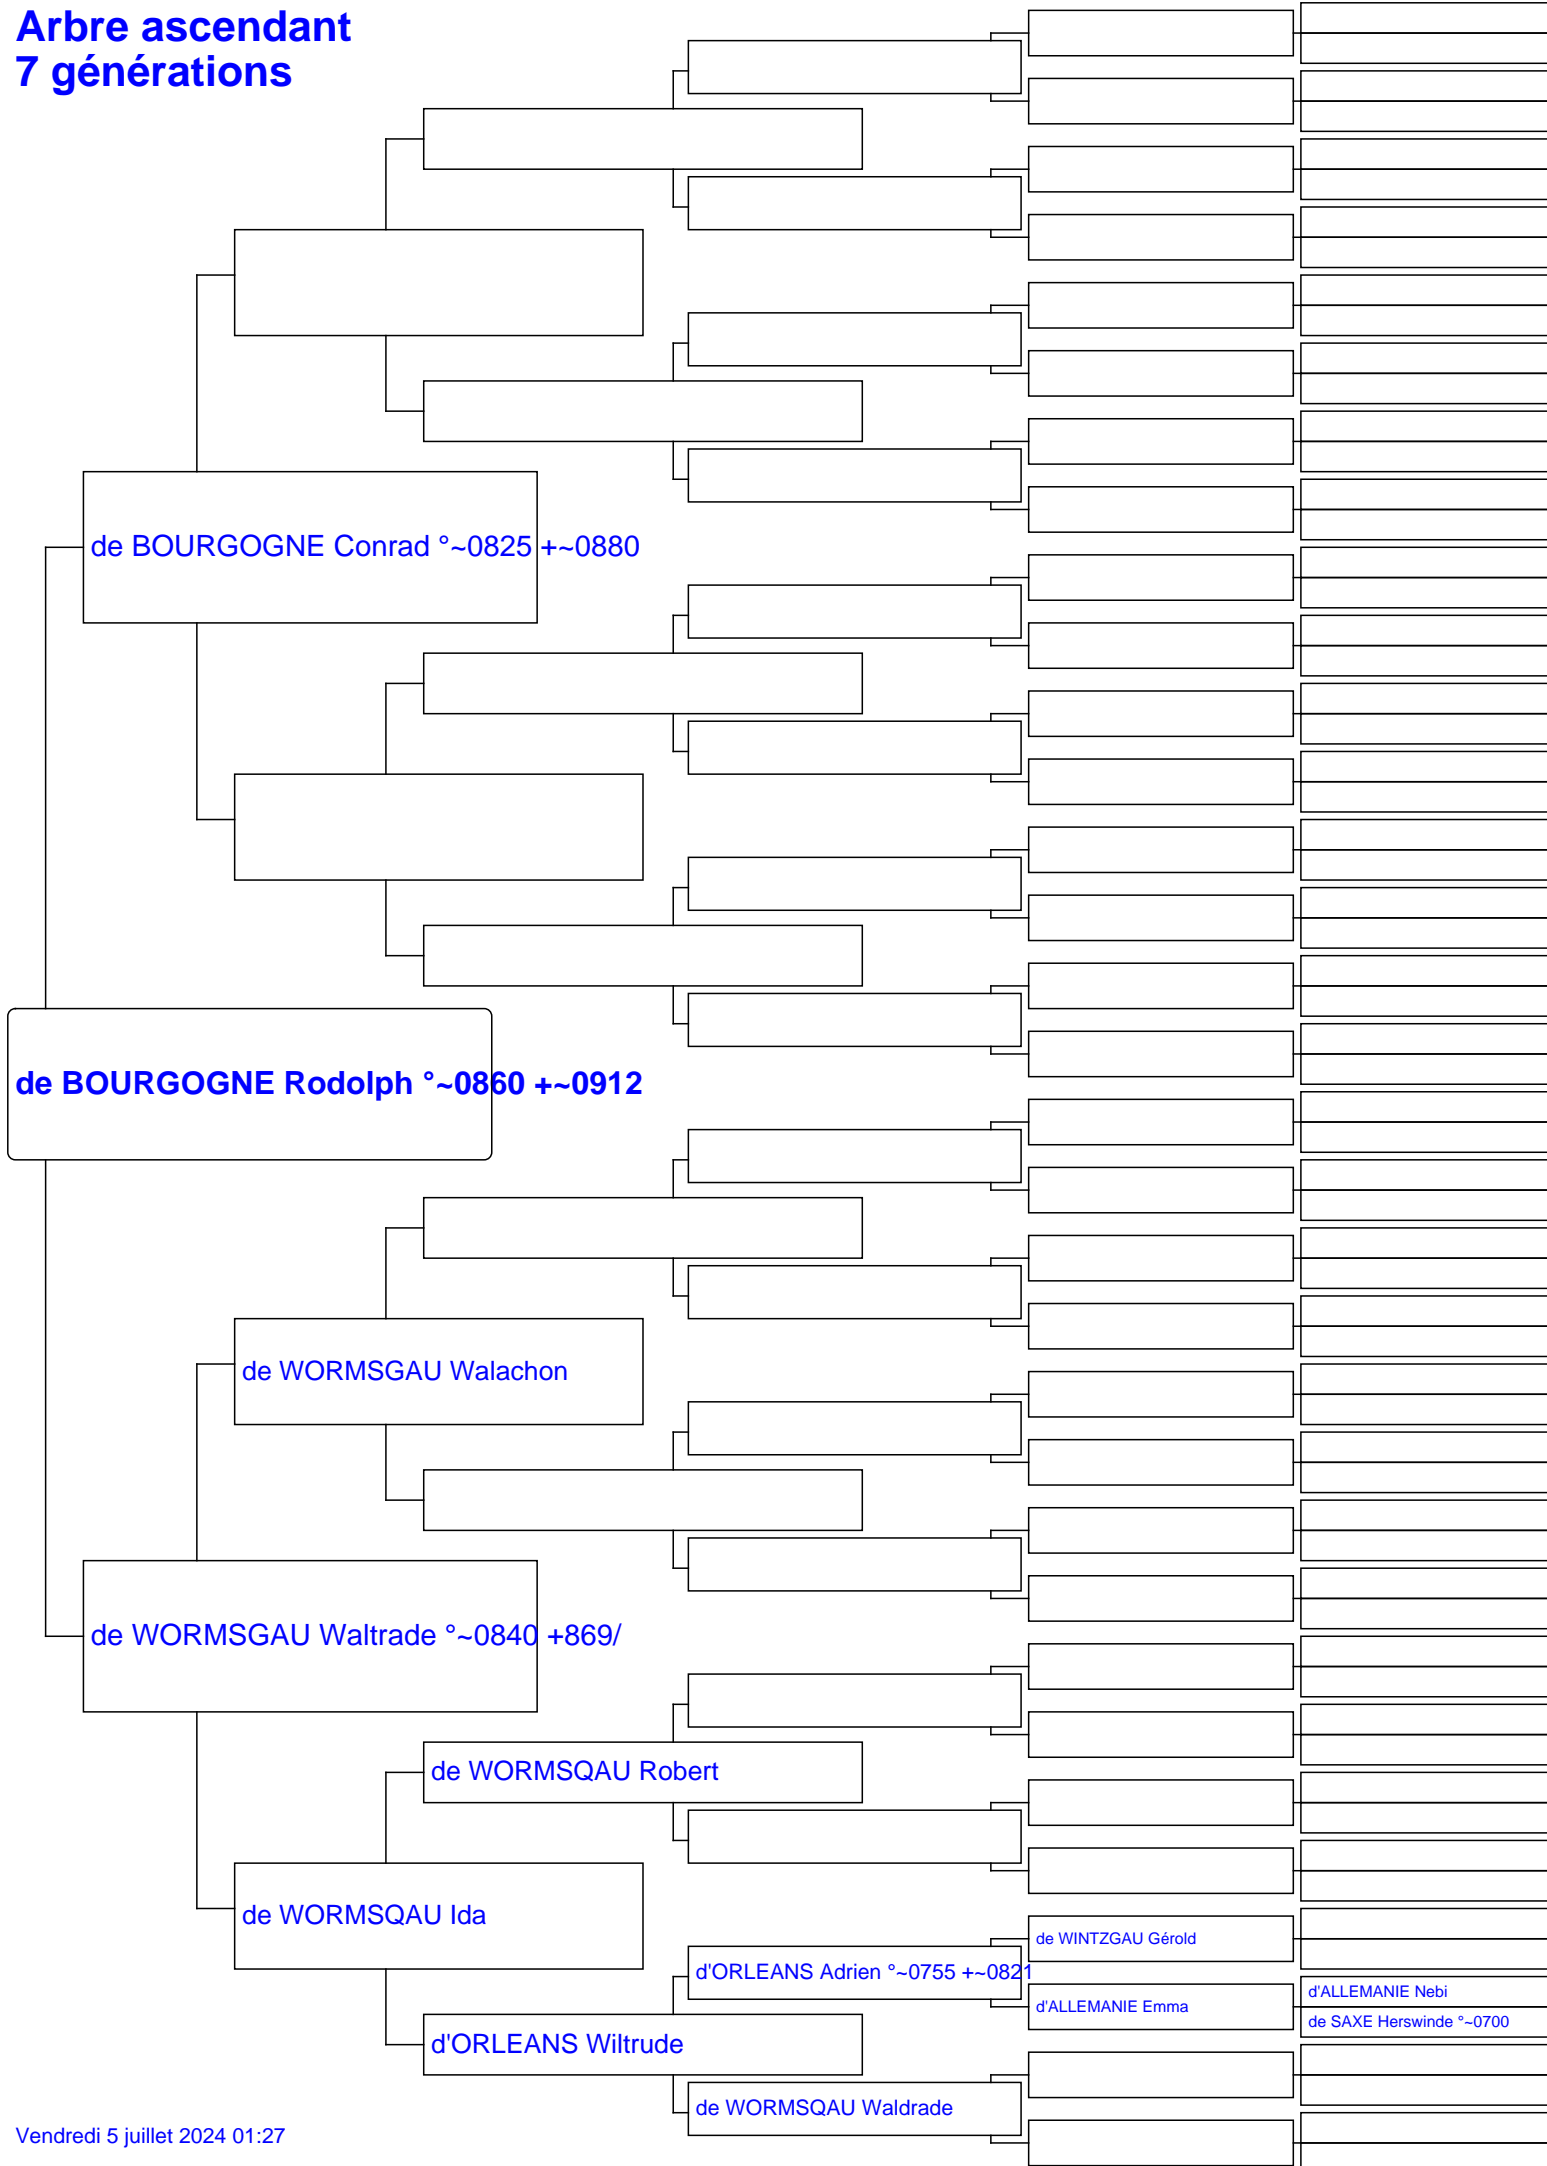 Arbre ascendant
7 générations
de BOURGOGNE Conrad °~0825 +~0880
de BOURGOGNE Rodolph °~0860 +~0912
de WORMSGAU Walachon
de WORMSGAU Waltrade °~0840 +869/
de WORMSQAU Robert
de WORMSQAU Ida
de WINTZGAU Gérold
d'ORLEANS Adrien °~0755 +~0821
d'ALLEMANIE Nebi
d'ALLEMANIE Emma
de SAXE Herswinde °~0700
d'ORLEANS Wiltrude
de WORMSQAU Waldrade
Vendredi 5 juillet 2024 01:27